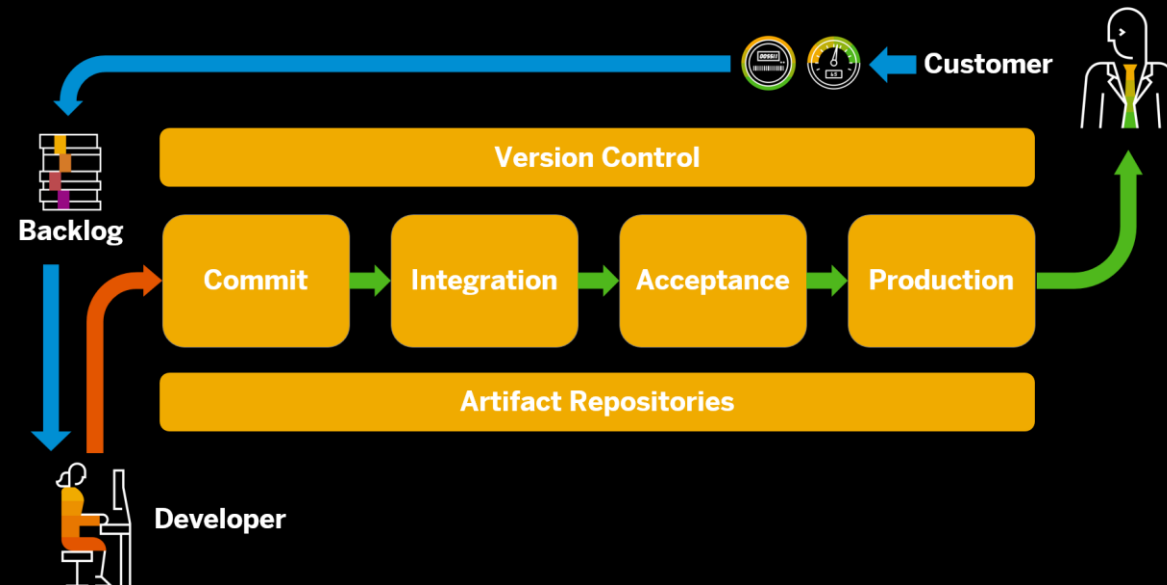 Customer
Version Control
Backlog
Commit
Integration
Acceptance
Production
Artifact Repositories
Developer